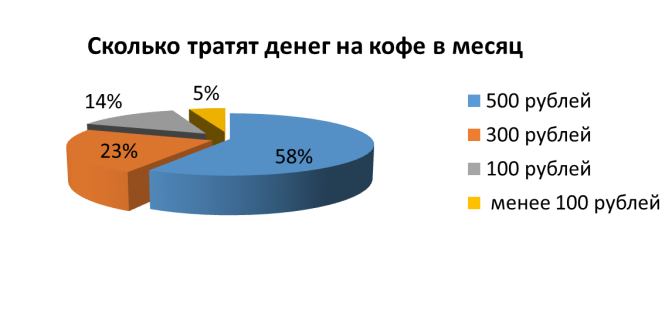 Сколько тратят денег на кофе в месяц
5%
14%
23%
58%
500 рублей
300 рублей
100 рублей
менее 100 рублей